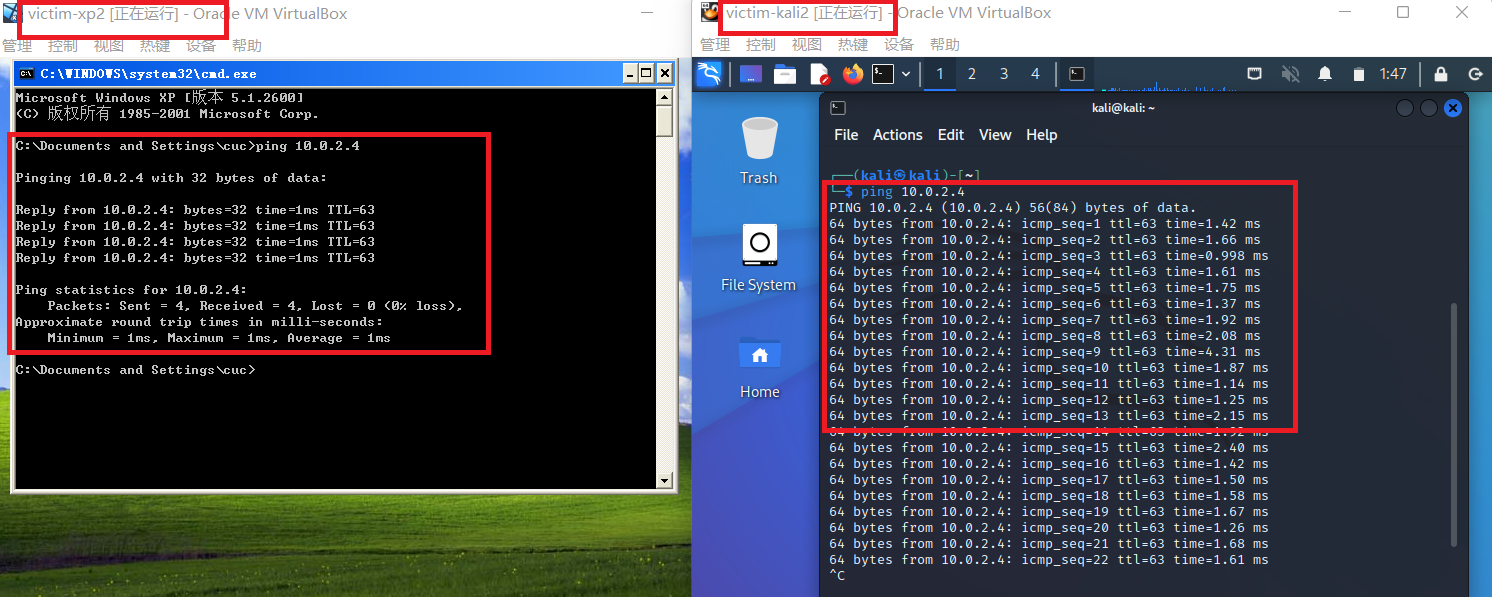 victim-xp2 [正在运行] - Oracle VM VirtualBox
管理 控制 视图 热键 设备 帮助
C:\WINDOWS\system32\cmd.exe
Microsoft Windows XP [版本 5.1.2600]
(C) 版权所有 1985-2001 Microsoft Corp.
C:\Documents and Settings\cuc>ping 10.0.2.4
Pinging 10.0.2.4 with 32 bytes of data:
Reply from 10.0.2.4: bytes=32 time=1ms TTL=63
Reply from 10.0.2.4: bytes=32 time=1ms TTL=63
Reply from 10.0.2.4: bytes=32 time=1ms TTL=63
Reply from 10.0.2.4: bytes=32 time=1ms TTL=63
Ping statistics for 10.0.2.4:
Packets: Sent = 4, Received = 4, Lost = 0 (0% loss),
Approximate round trip times in milli-seconds:
Minimum = 1ms, Maximum = 1ms, Average = 1ms
C:\Documents and Settings\cuc>
victim-kali2 [正在运行] - Oracle VM VirtualBox
管理 控制 视图 热键 设备 帮助
1 2 3 4 1:47
Trash
File System
Home
kali@kali: ~
File Actions Edit View Help
┌──(kali㉿kali)-[~]
└─$ ping 10.0.2.4
PING 10.0.2.4 (10.0.2.4) 56(84) bytes of data.
64 bytes from 10.0.2.4: icmp_seq=1 ttl=63 time=1.42 ms
64 bytes from 10.0.2.4: icmp_seq=2 ttl=63 time=1.66 ms
64 bytes from 10.0.2.4: icmp_seq=3 ttl=63 time=0.998 ms
64 bytes from 10.0.2.4: icmp_seq=4 ttl=63 time=1.61 ms
64 bytes from 10.0.2.4: icmp_seq=5 ttl=63 time=1.75 ms
64 bytes from 10.0.2.4: icmp_seq=6 ttl=63 time=1.37 ms
64 bytes from 10.0.2.4: icmp_seq=7 ttl=63 time=1.92 ms
64 bytes from 10.0.2.4: icmp_seq=8 ttl=63 time=2.08 ms
64 bytes from 10.0.2.4: icmp_seq=9 ttl=63 time=4.31 ms
64 bytes from 10.0.2.4: icmp_seq=10 ttl=63 time=1.87 ms
64 bytes from 10.0.2.4: icmp_seq=11 ttl=63 time=1.14 ms
64 bytes from 10.0.2.4: icmp_seq=12 ttl=63 time=1.25 ms
64 bytes from 10.0.2.4: icmp_seq=13 ttl=63 time=2.15 ms
64 bytes from 10.0.2.4: icmp_seq=14 ttl=63 time=1.92 ms
64 bytes from 10.0.2.4: icmp_seq=15 ttl=63 time=2.40 ms
64 bytes from 10.0.2.4: icmp_seq=16 ttl=63 time=1.42 ms
64 bytes from 10.0.2.4: icmp_seq=17 ttl=63 time=1.50 ms
64 bytes from 10.0.2.4: icmp_seq=18 ttl=63 time=1.58 ms
64 bytes from 10.0.2.4: icmp_seq=19 ttl=63 time=1.67 ms
64 bytes from 10.0.2.4: icmp_seq=20 ttl=63 time=1.26 ms
64 bytes from 10.0.2.4: icmp_seq=21 ttl=63 time=1.68 ms
64 bytes from 10.0.2.4: icmp_seq=22 ttl=63 time=1.61 ms
^C